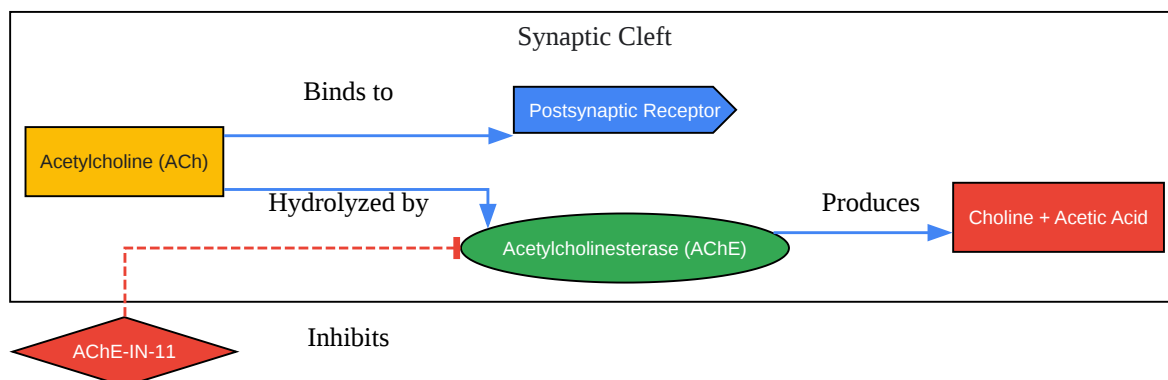 Synaptic Cleft
Binds to
Postsynaptic Receptor
Acetylcholine (ACh)
Hydrolyzed by
Produces
Choline + Acetic Acid
Acetylcholinesterase (AChE)
Inhibits
AChE-IN-11